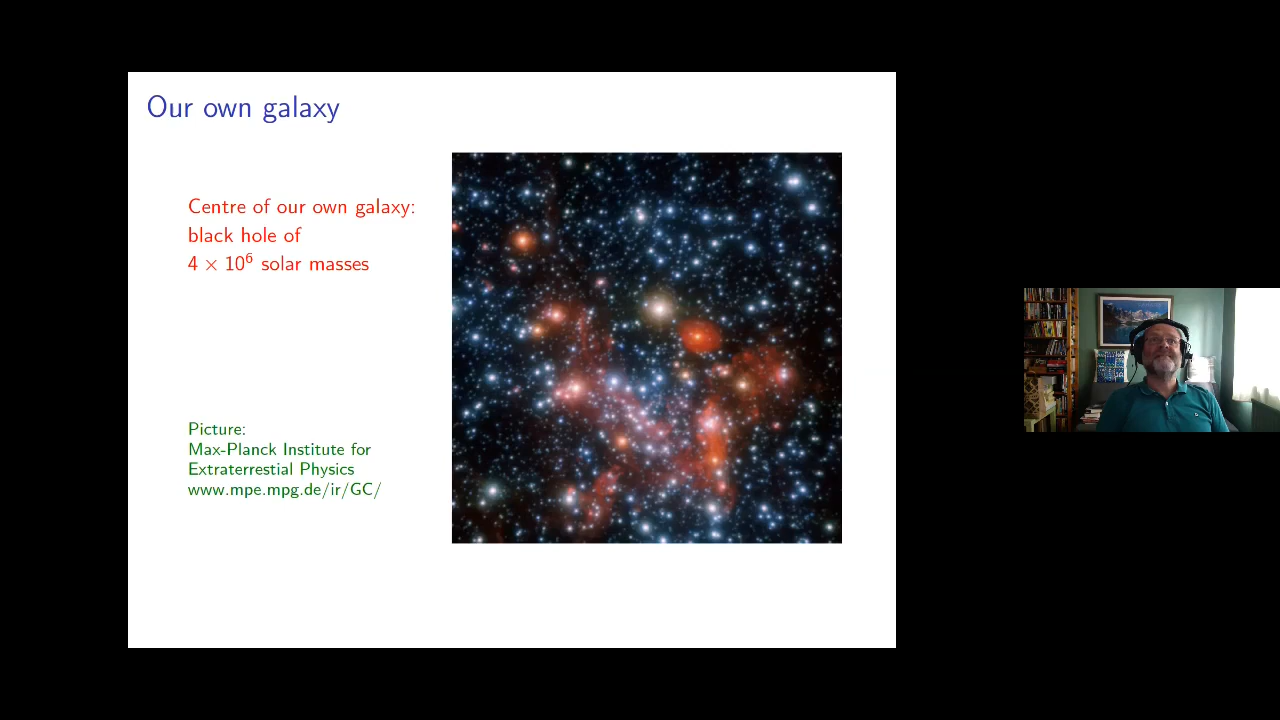 Our own galaxy
Centre of our own galaxy:
black hole of
4 × 10⁶ solar masses
Picture:
Max-Planck Institute for
Extraterrestial Physics
www.mpe.mpg.de/ir/GC/